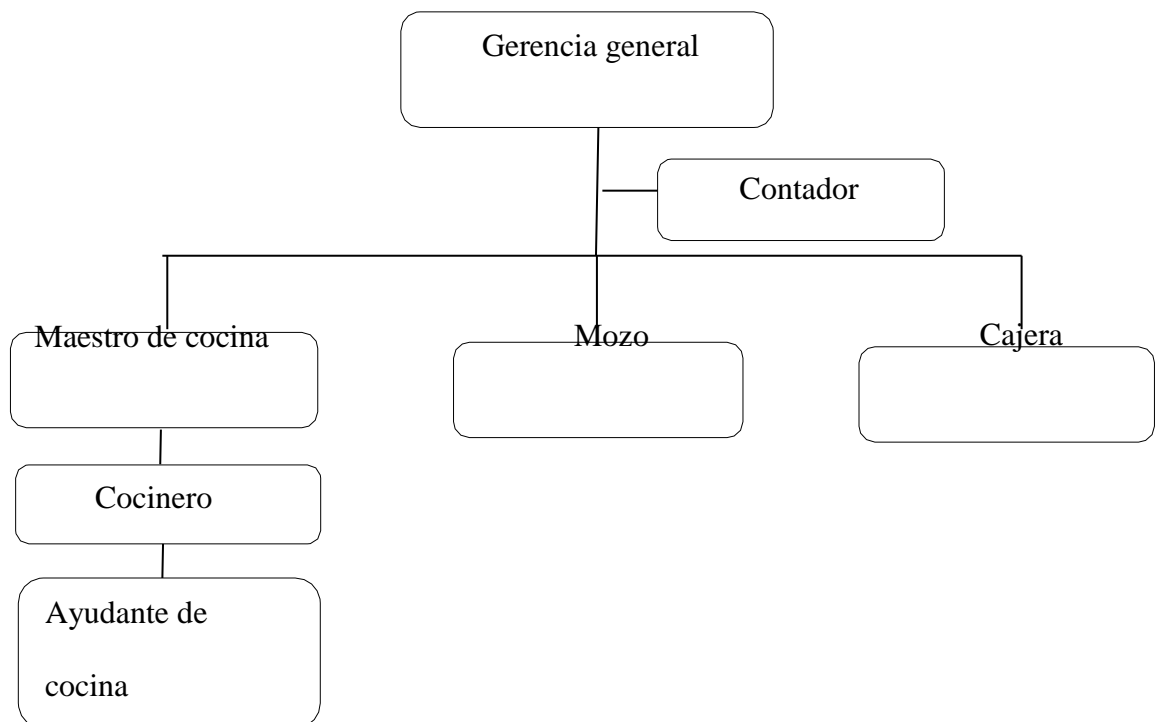 Gerencia general
Contador
Maestro de cocina
Mozo
Cajera
Cocinero
Ayudante de
cocina